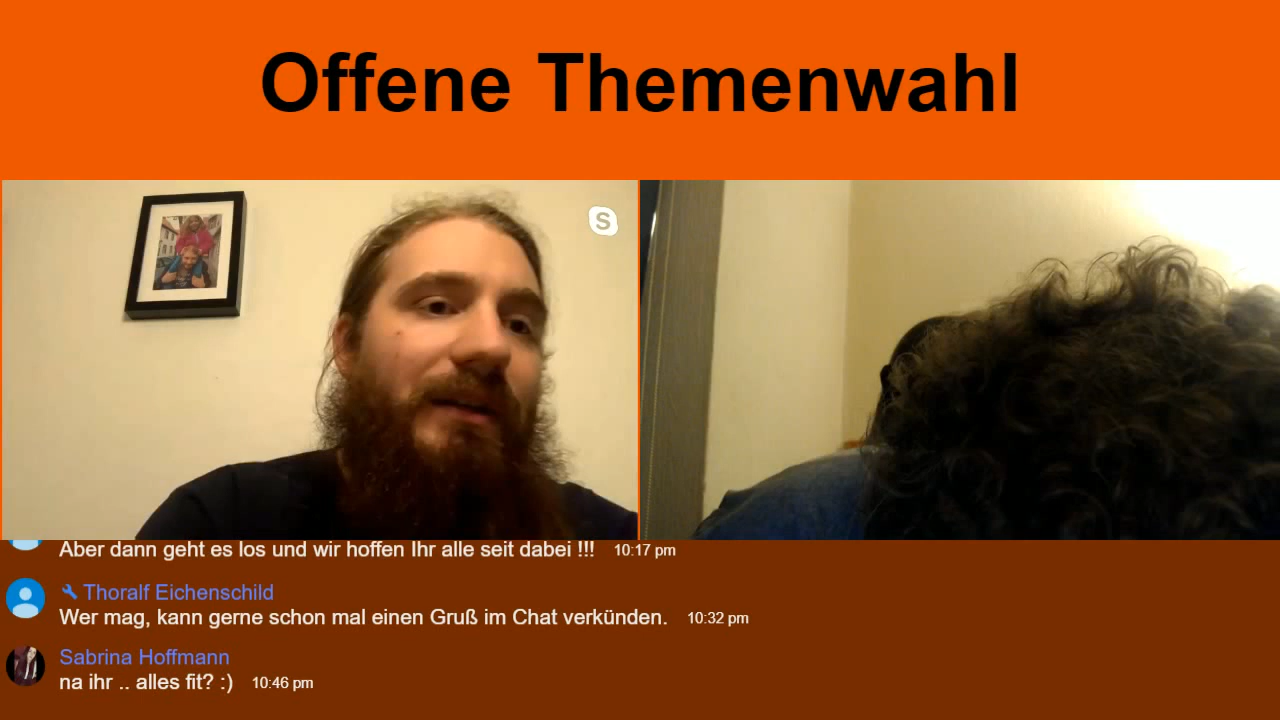 Offene Themenwahl
S
Aber dann geht es los und wir hoffen Ihr alle seit dabei !!! 10:17 pm
Thoralf Eichenschild
Wer mag, kann gerne schon mal einen Gruß im Chat verkünden. 10:32 pm
Sabrina Hoffmann
na ihr .. alles fit? :) 10:46 pm